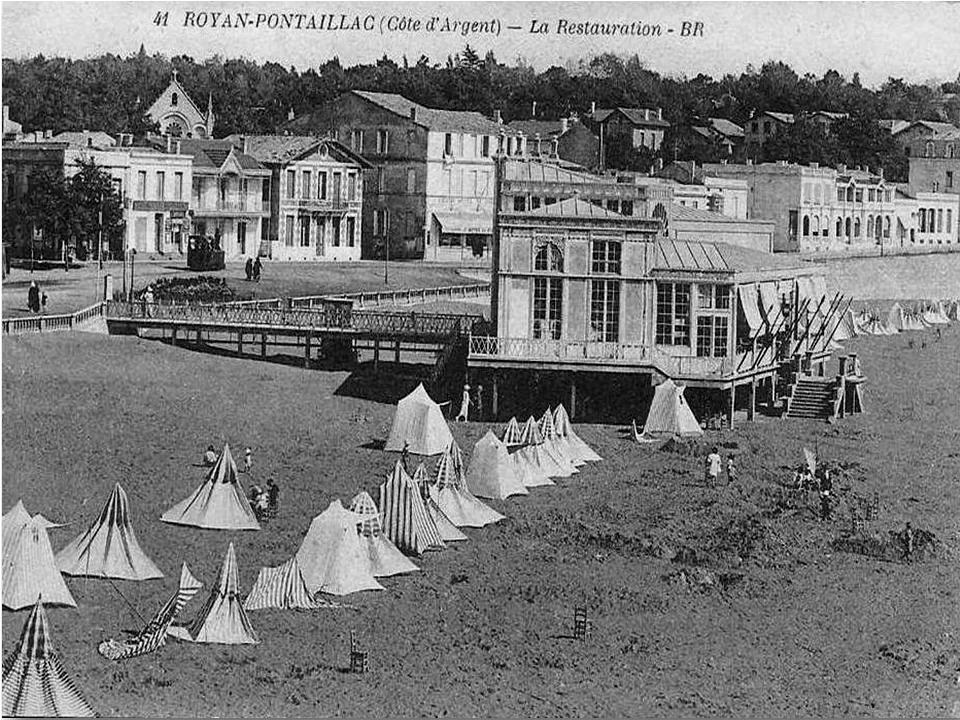 41 ROYAN-PONTAILLAC (Côte d'Argent) — La Restauration - BR